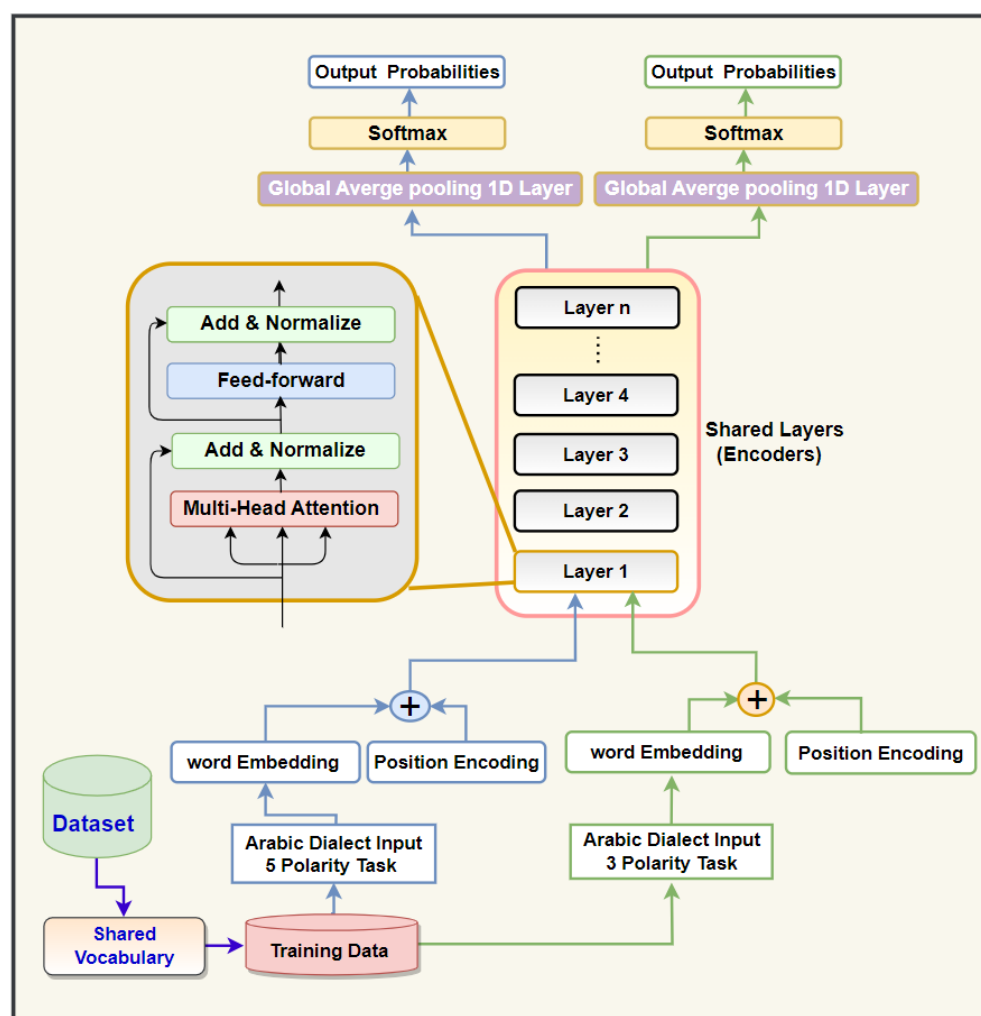 Output Probabilities
Output Probabilities
Softmax
Softmax
Global Averge pooling 1D Layer
Global Averge pooling 1D Layer
Add & Normalize
Feed-forward
Add & Normalize
Multi-Head Attention
Layer n
Layer 4
Layer 3
Layer 2
Layer 1
Shared Layers
(Encoders)
+
+
word Embedding
Position Encoding
word Embedding
Position Encoding
Arabic Dialect Input
5 Polarity Task
Arabic Dialect Input
3 Polarity Task
Dataset
Shared
Vocabulary
Training Data